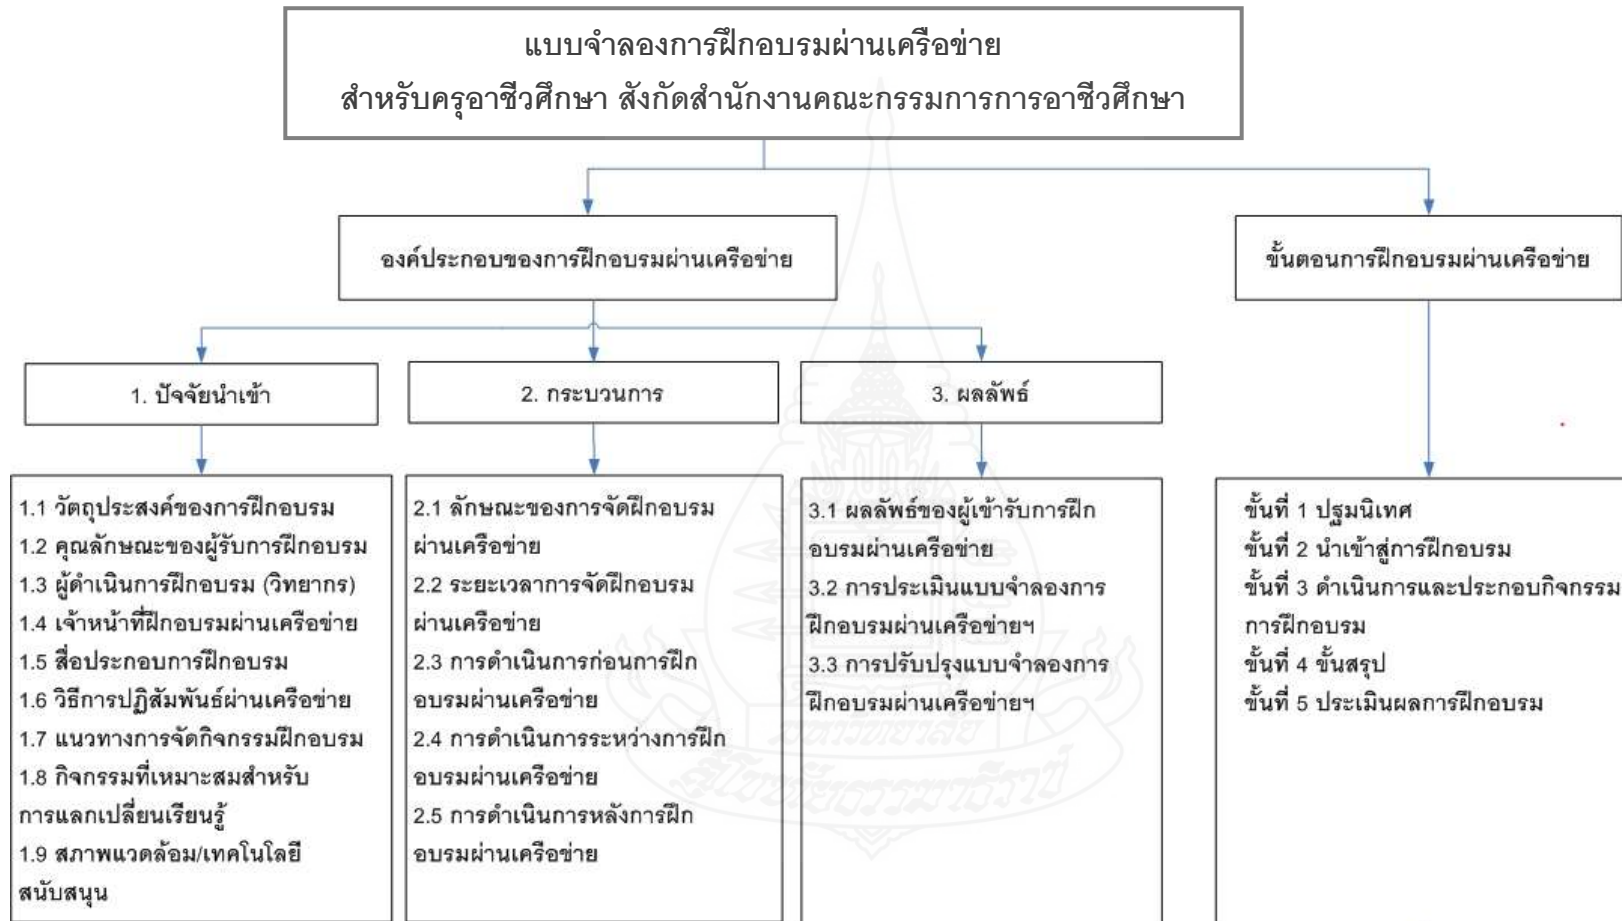 แบบจำลองการฝึกอบรมผ่านเครือข่าย
สำหรับครุอาชีวศึกษา สังกัดสำนักงานคณะกรรมการการอาชีวศึกษา
องค์ประกอบของการฝึกอบรมผ่านเครือข่าย
ขั้นตอนการฝึกอบรมผ่านเครือข่าย
1. ปัจจัยนำเข้า
2. กระบวนการ
3. ผลลัพธ์
1.1 วัตถุประสงค์ของการฝึกอบรม
1.2 คุณลักษณะของผู้รับการฝึกอบรม
1.3 ผู้ดำเนินการฝึกอบรม (วิทยากร)
1.4 เจ้าหน้าที่ฝึกอบรมผ่านเครือข่าย
1.5 สื่อประกอบการฝึกอบรม
1.6 วิธีการปฏิสัมพันธ์ผ่านเครือข่าย
1.7 แนวทางการจัดกิจกรรมฝึกอบรม
1.8 กิจกรรมที่เหมาะสมสำหรับ
การแลกเปลี่ยนเรียนรู้
1.9 สภาพแวดล้อม/เทคโนโลยี
สนับสนุน
2.1 ลักษณะของการจัดฝึกอบรม
ผ่านเครือข่าย
2.2 ระยะเวลาการจัดฝึกอบรม
ผ่านเครือข่าย
2.3 การดำเนินการก่อนการฝึก
อบรมผ่านเครือข่าย
2.4 การดำเนินการระหว่างการฝึก
อบรมผ่านเครือข่าย
2.5 การดำเนินการหลังการฝึก
อบรมผ่านเครือข่าย
3.1 ผลลัพธ์ของผู้เข้ารับการฝึก
อบรมผ่านเครือข่าย
3.2 การประเมินแบบจำลองการ
ฝึกอบรมผ่านเครือข่ายฯ
3.3 การปรับปรุงแบบจำลองการ
ฝึกอบรมผ่านเครือข่ายฯ
ขั้นที่ 1 ปฐมนิเทศ
ขั้นที่ 2 นำเข้าสู่การฝึกอบรม
ขั้นที่ 3 ดำเนินการและประกอบกิจกรรม
การฝึกอบรม
ขั้นที่ 4 ขั้นสรุป
ขั้นที่ 5 ประเมินผลการฝึกอบรม
มหาวิทยาลัย
สุโขทัยธรรมาธิราช